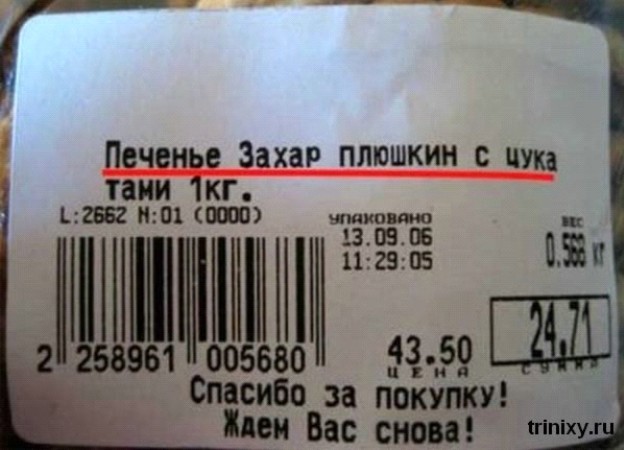 Печенье Захар плюшкин с цука
тами 1кг.
L:2662 N:01 (0000)
УПАКОВАНО
13.09.06
11:29:05
ВЕС
0.568 кг
2 258961 005680
43.50
ЦЕНА
24.71
СУММА
Спасибо за покупку!
Ждем Вас снова!
trinixy.ru